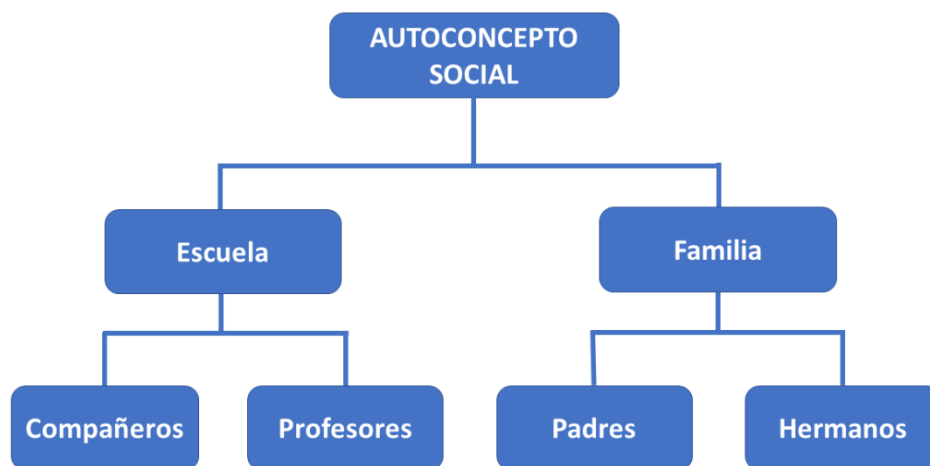 AUTOCONCEPTO
SOCIAL
Escuela
Familia
Compañeros
Profesores
Padres
Hermanos